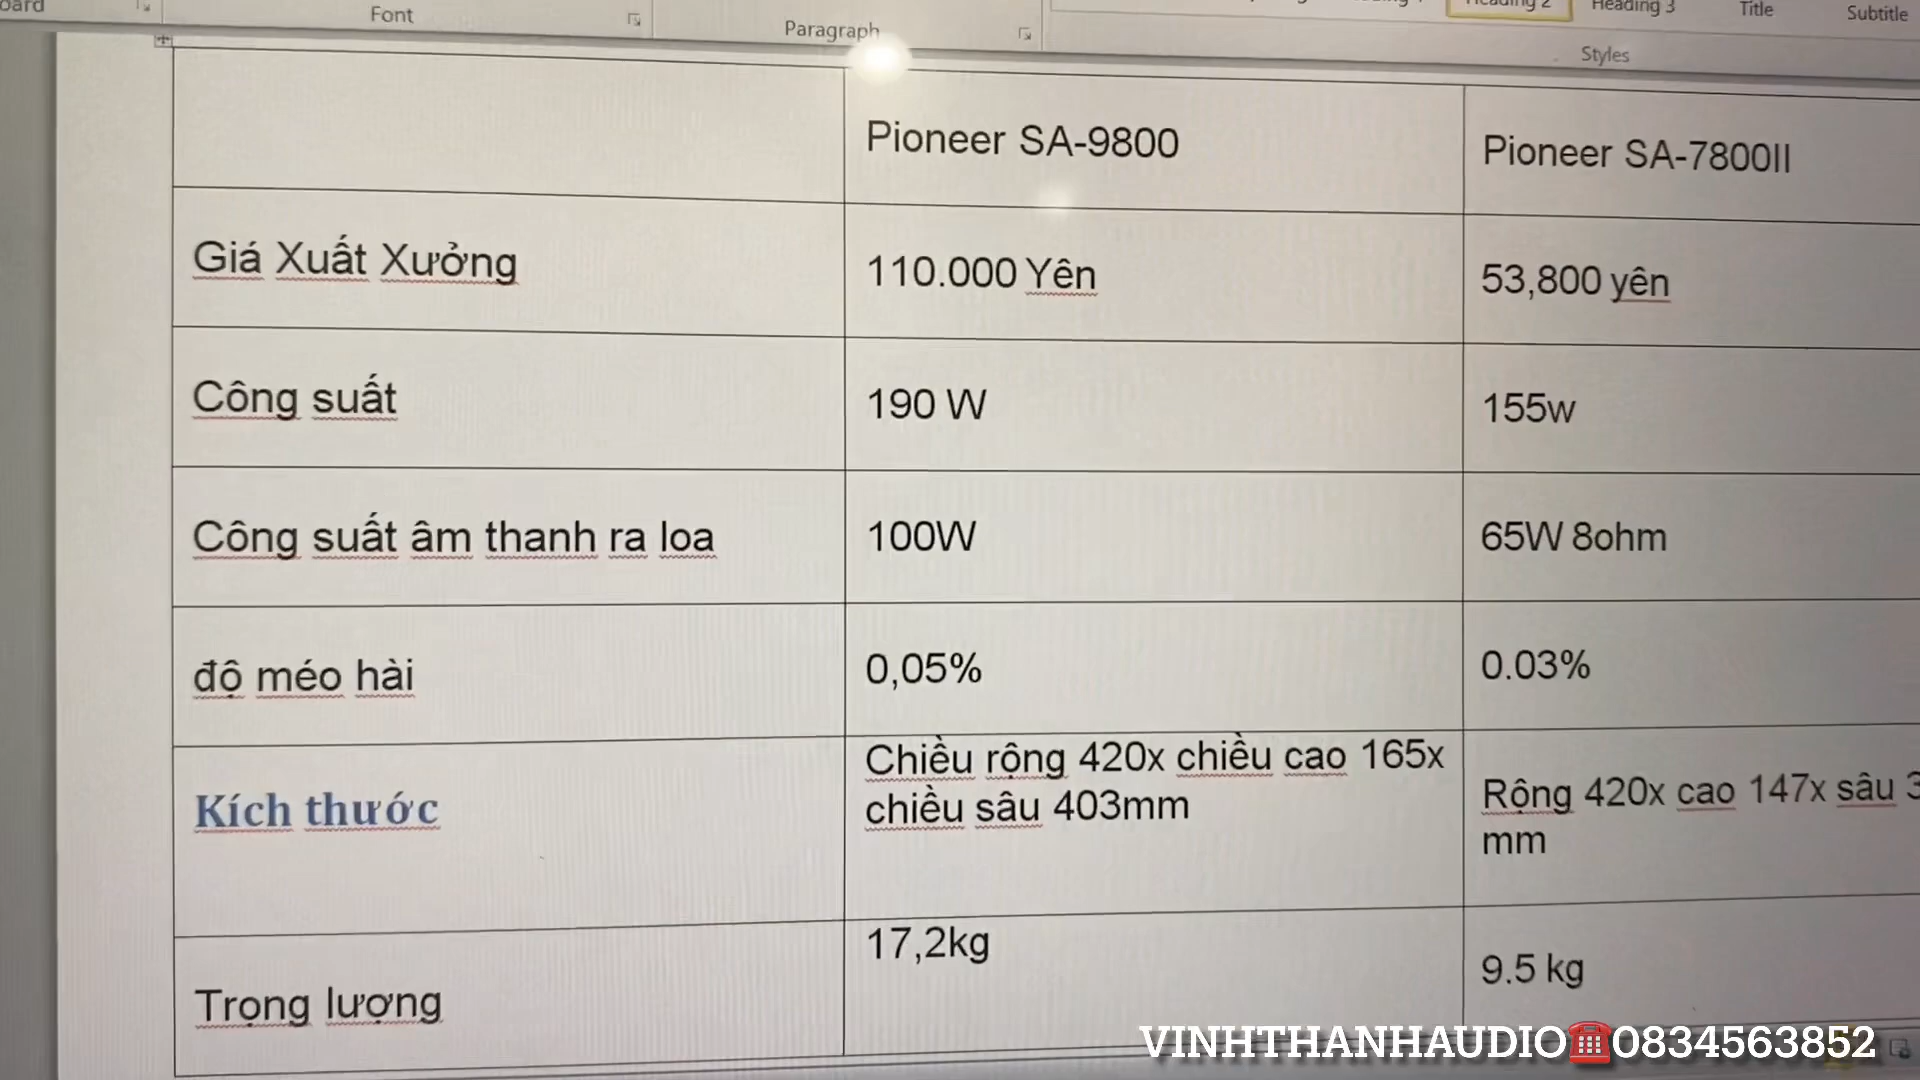 Font
Paragraph
Heading 2
Heading 3
Title
Subtitle
Styles
Pioneer SA-9800
Pioneer SA-7800II
Giá Xuất Xưởng
110.000 Yên
53,800 yên
Công suất
190 W
155w
Công suất âm thanh ra loa
100W
65W 8ohm
độ méo hài
0,05%
0.03%
Kích thước
Chiều rộng 420x chiều cao 165x
chiều sâu 403mm
Rộng 420x cao 147x sâu
mm
Trọng lượng
17,2kg
9.5 kg
VINHTHANHAUDIO☎0834563852